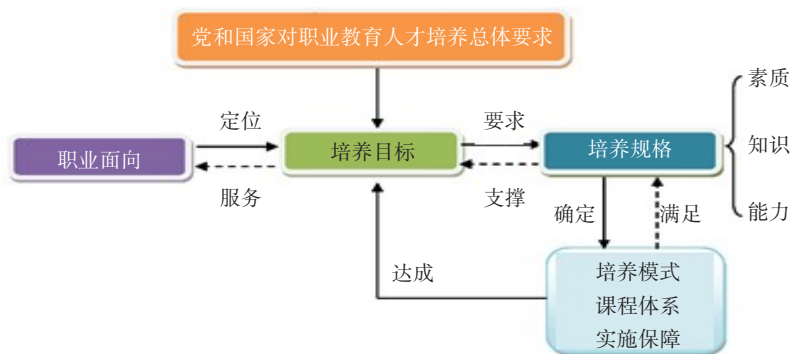 党和国家对职业教育人才培养总体要求
素质
定位
要求
职业面向
培养目标
培养规格
知识
服务
支撑
确定
满足
能力
达成
培养模式
课程体系
实施保障